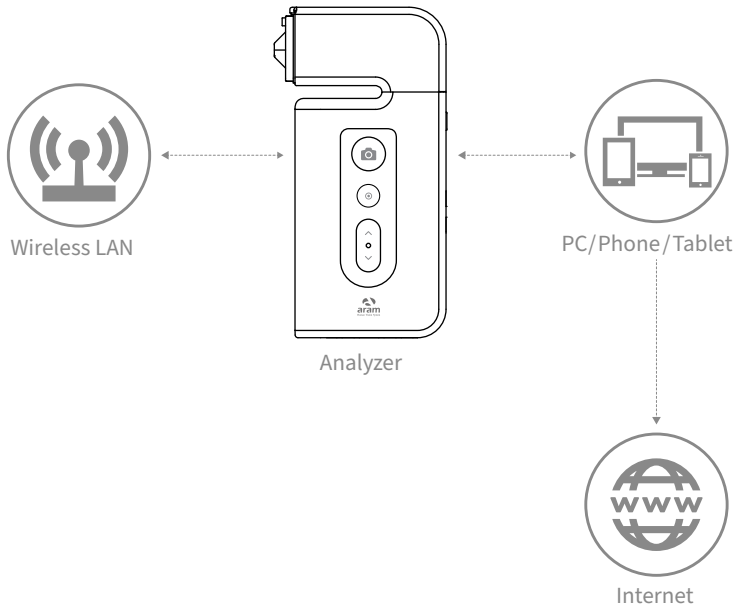 Wireless LAN
aram
Analyzer
PC/Phone/Tablet
www
Internet